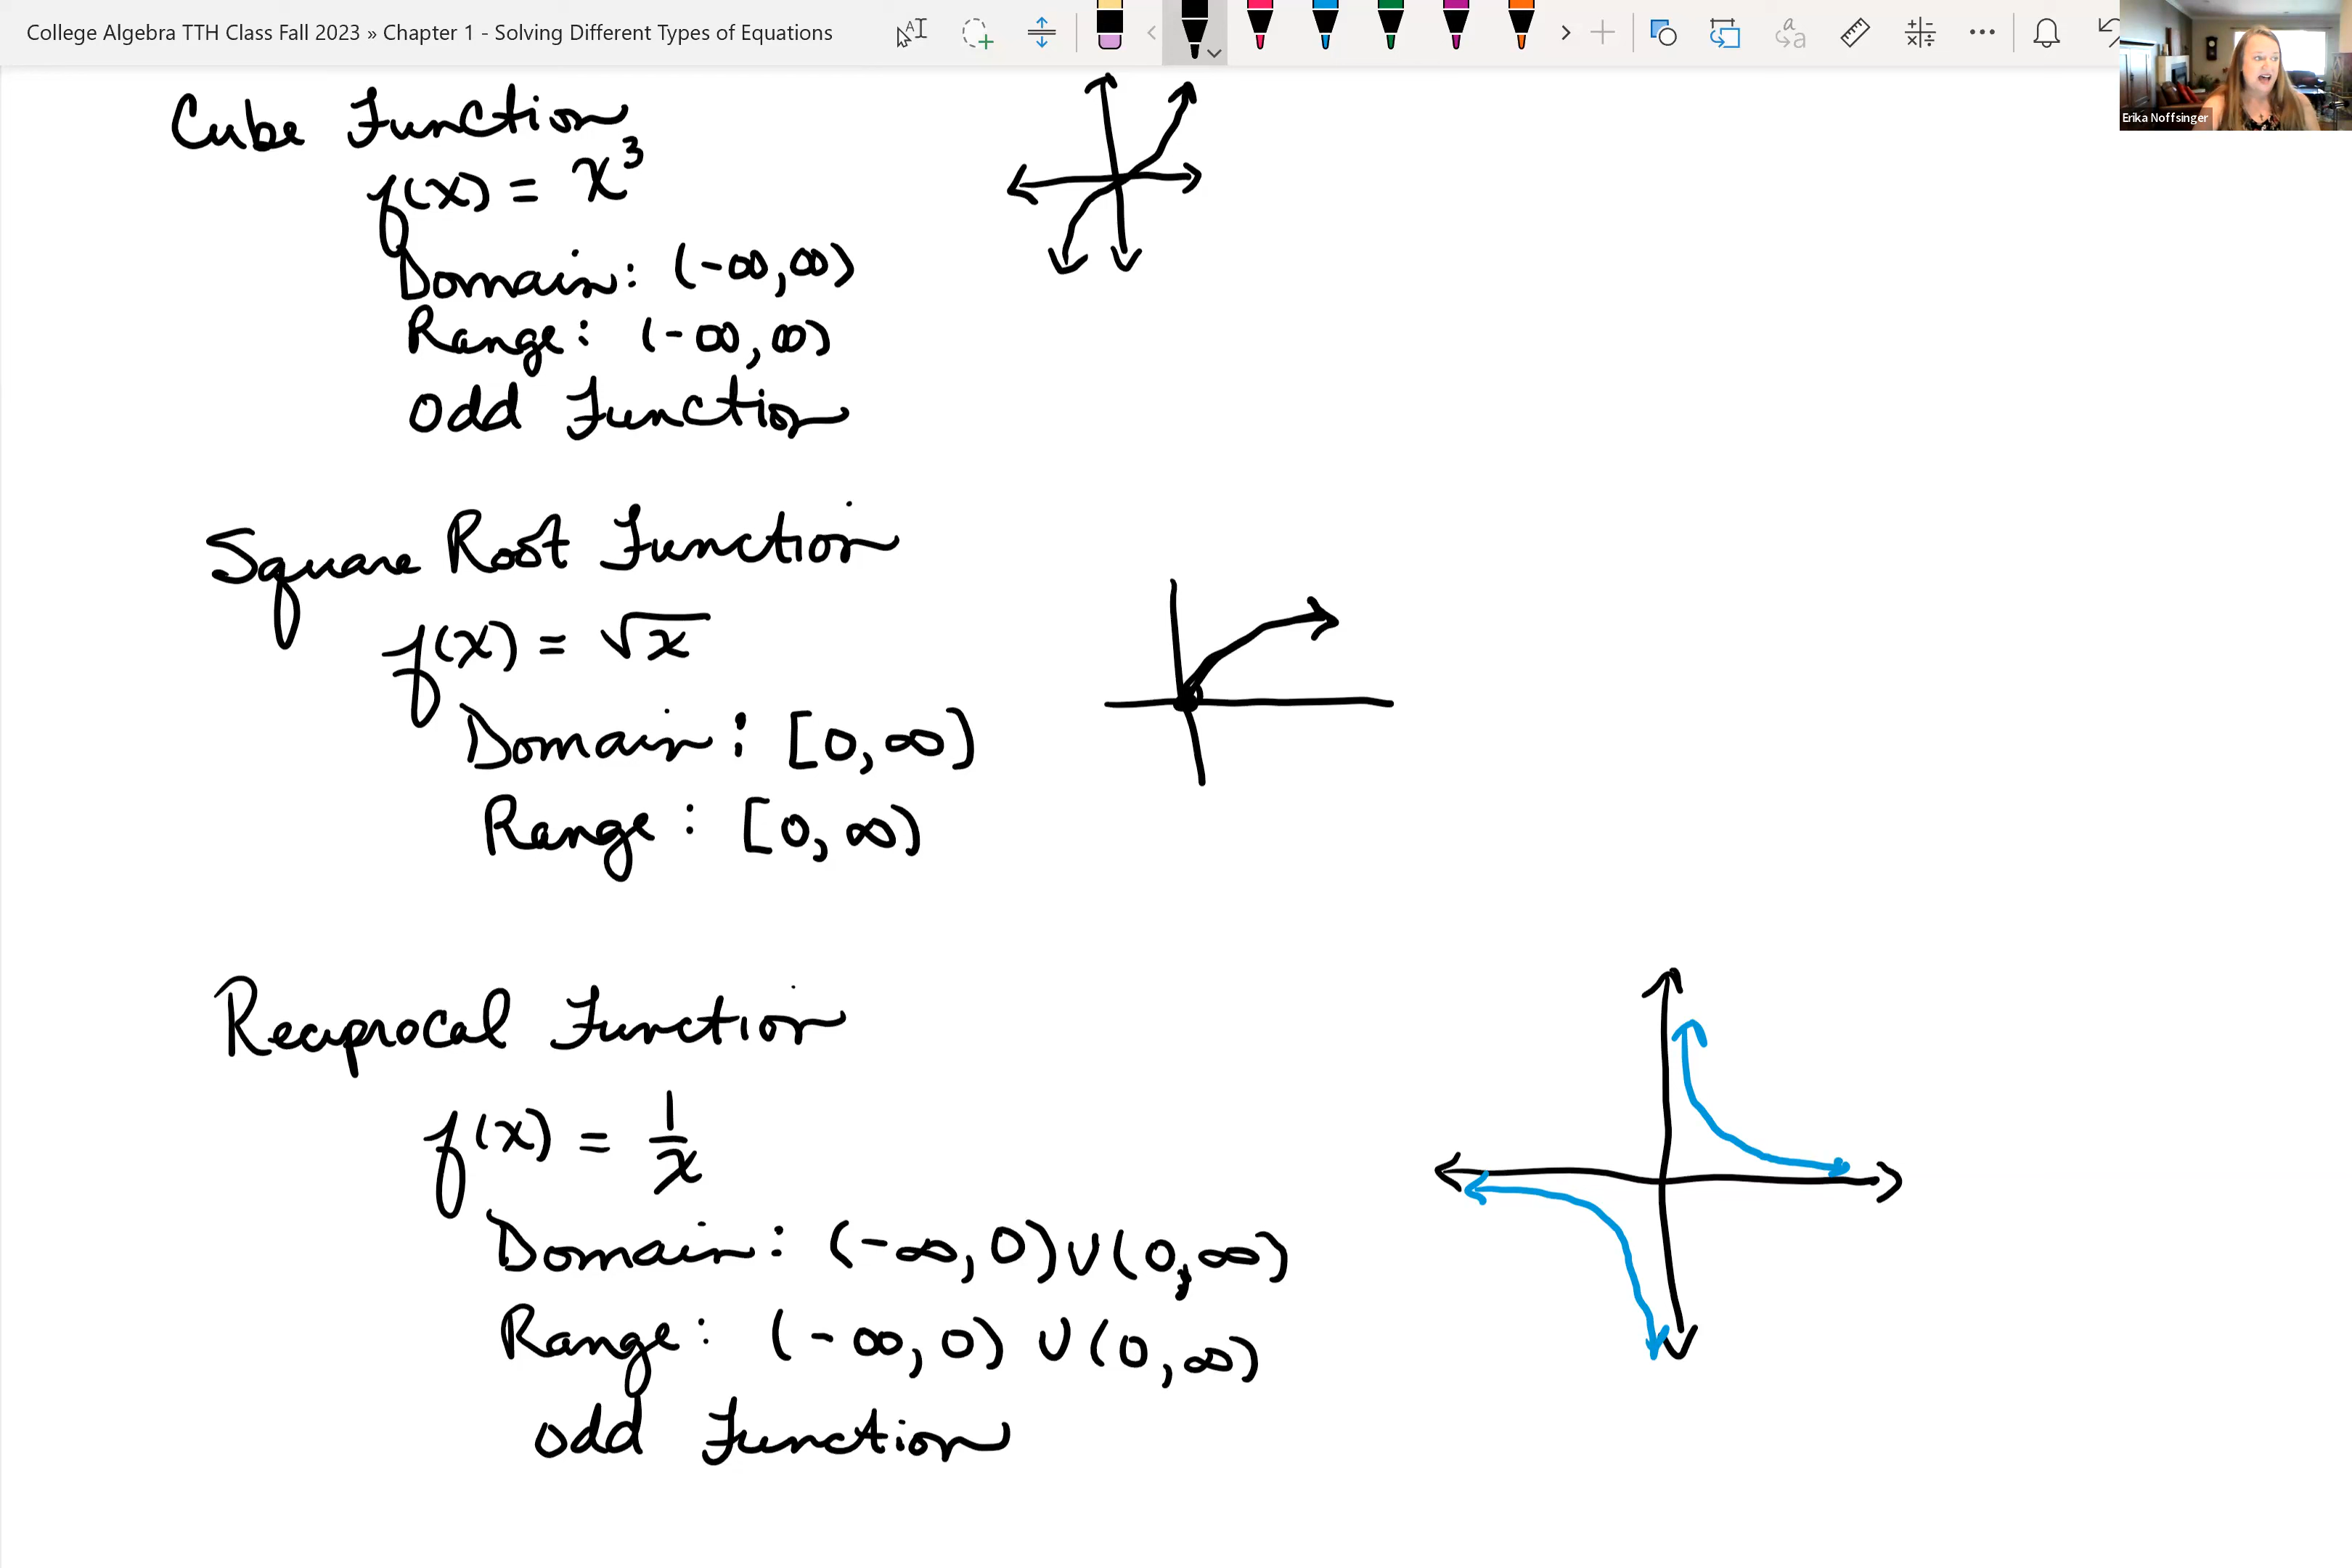 College Algebra TTH Class Fall 2023 » Chapter 1 - Solving Different Types of Equations
Erika Noffsinger
Cube Function
f(x) = x³
Domain: (-∞,∞)
Range: (-∞,∞)
Odd Function
Square Root Function
f(x) = √x
Domain: [0,∞)
Range: [0,∞)
Reciprocal Function
f(x) = 1/x
Domain: (-∞,0)∪(0,∞)
Range: (-∞,0)∪(0,∞)
odd Function